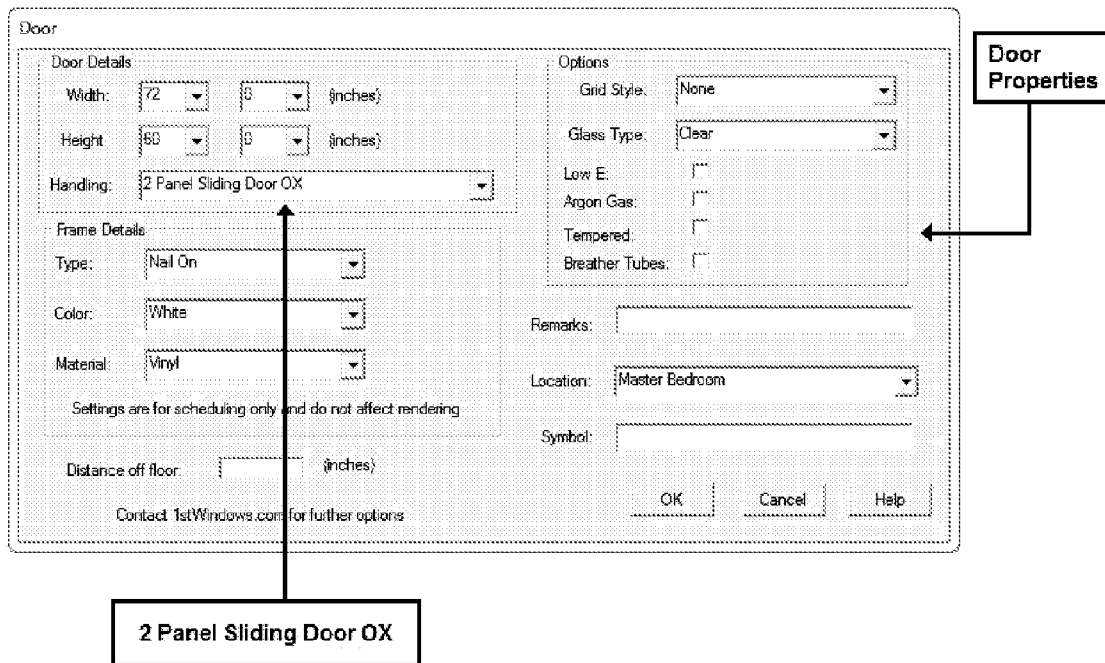 Door
Door Details
Width: 72 0 (inches)
Height 60 0 (inches)
Handling: 2 Panel Sliding Door OX
Frame Details
Type: Nail On
Color: White
Material: Vinyl
Settings are for scheduling only and do not affect rendering
Distance off floor: (inches)
Contact 1stWindows.com for further options
Options
Grid Style: None
Glass Type: Clear
Low E:
Argon Gas:
Tempered:
Breather Tubes:
Remarks:
Location: Master Bedroom
Symbol:
OK Cancel Help
Door
Properties
2 Panel Sliding Door OX